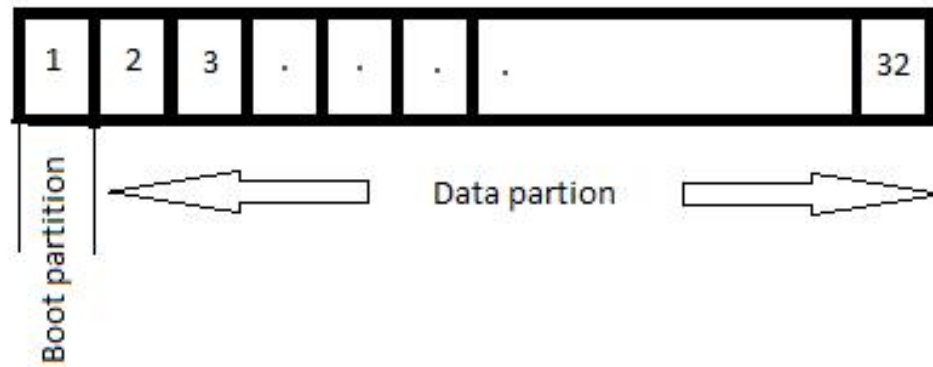 1 2 3 . . . . 32
Data partion
Boot partition